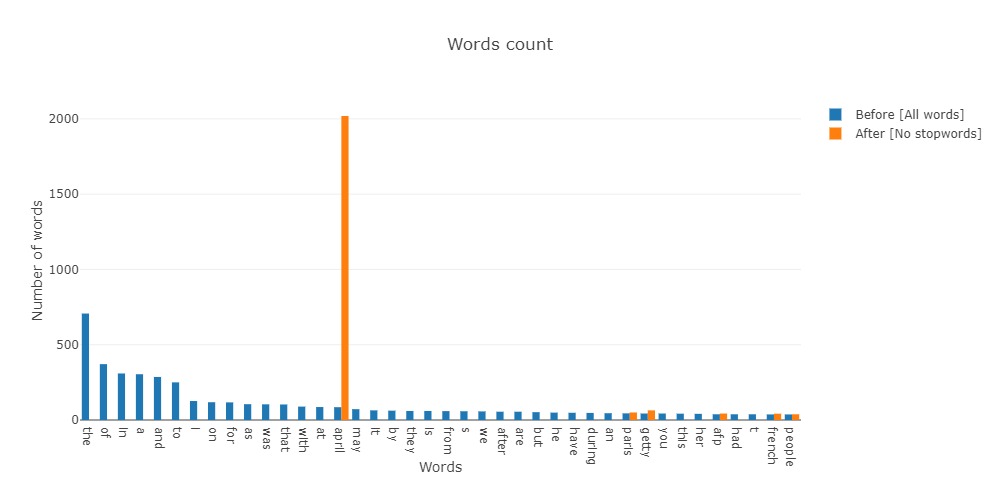 Words count
Before [All words]
After [No stopwords]
Number of words
2000
1500
1000
500
0
the
of
in
a
and
to
i
on
for
as
was
that
with
at
april
may
it
by
they
is
from
s
we
after
are
but
he
have
during
an
paris
getty
you
this
her
afp
had
t
french
people
Words